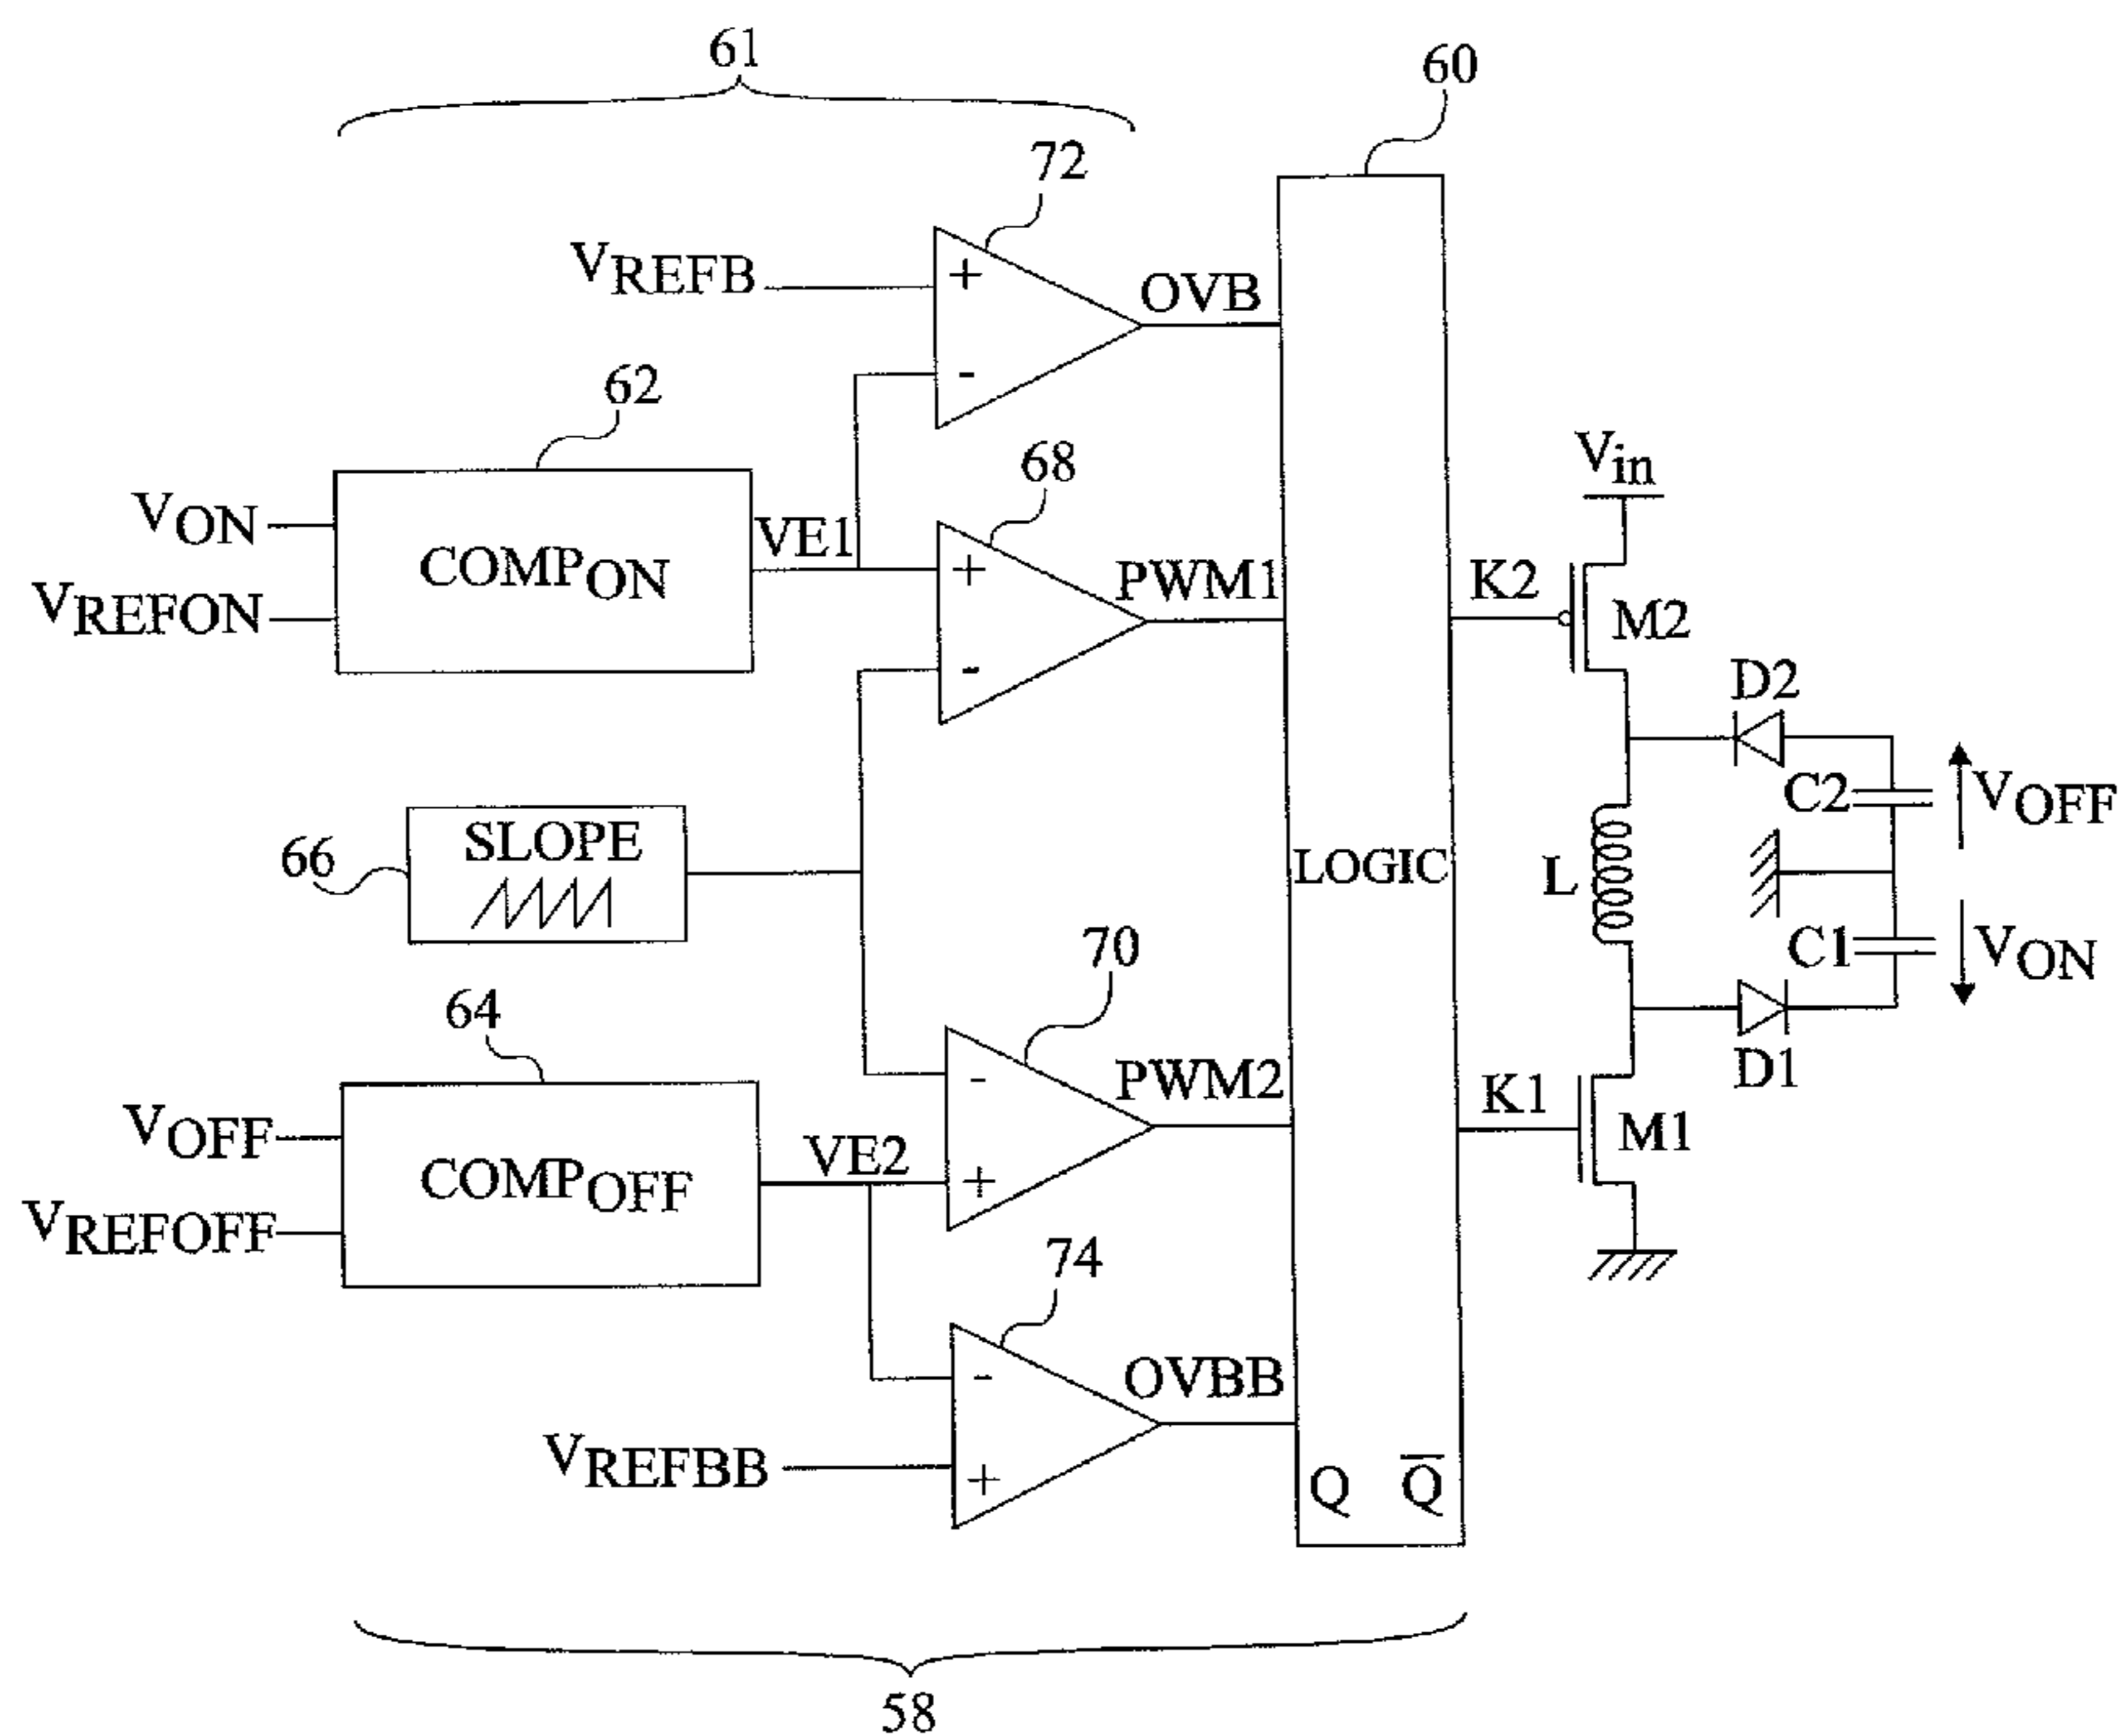 61
60
72
VREFB
+
OVB
-
62
68
Vin
VON
COMPON
VE1
+
PWM1
K2
M2
VREFON
-
D2
C2
VOFF
66
SLOPE
LOGIC
L
C1
VON
70
64
D1
-
PWM2
K1
M1
VOFF
COMPOFF
VE2
+
VREFOFF
74
-
OVBB
VREFBB
+
Q Q̅
58